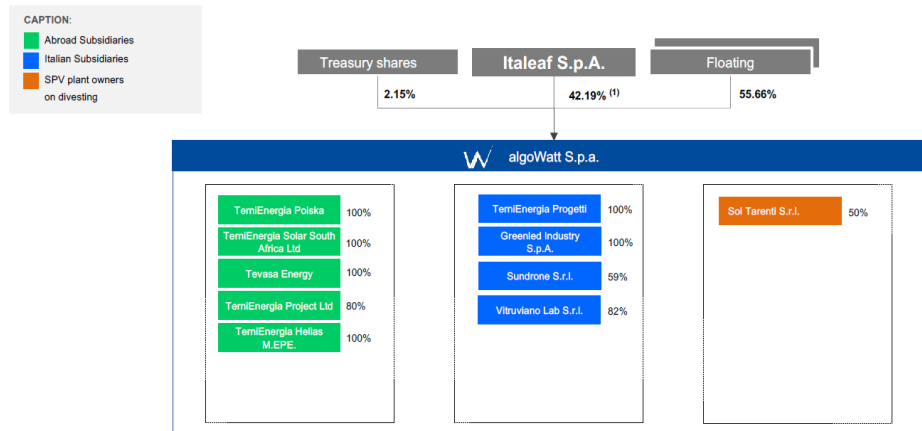 CAPTION:
Abroad Subsidiaries
Italian Subsidiaries
SPV plant owners
on divesting
Treasury shares
Italeaf S.p.A.
Floating
2.15%
42.19% (1)
55.66%
algoWatt S.p.a.
TerniEnergia Polska
100%
TerniEnergia Solar South
Africa Ltd
100%
Tevasa Energy
100%
TerniEnergia Project Ltd
80%
TerniEnergia Hellas
M.EPE.
100%
TerniEnergia Progetti
100%
Greenled Industry
S.p.A.
100%
Sundrone S.r.l.
59%
Vitruviano Lab S.r.l.
82%
Sol Tarenti S.r.l.
50%